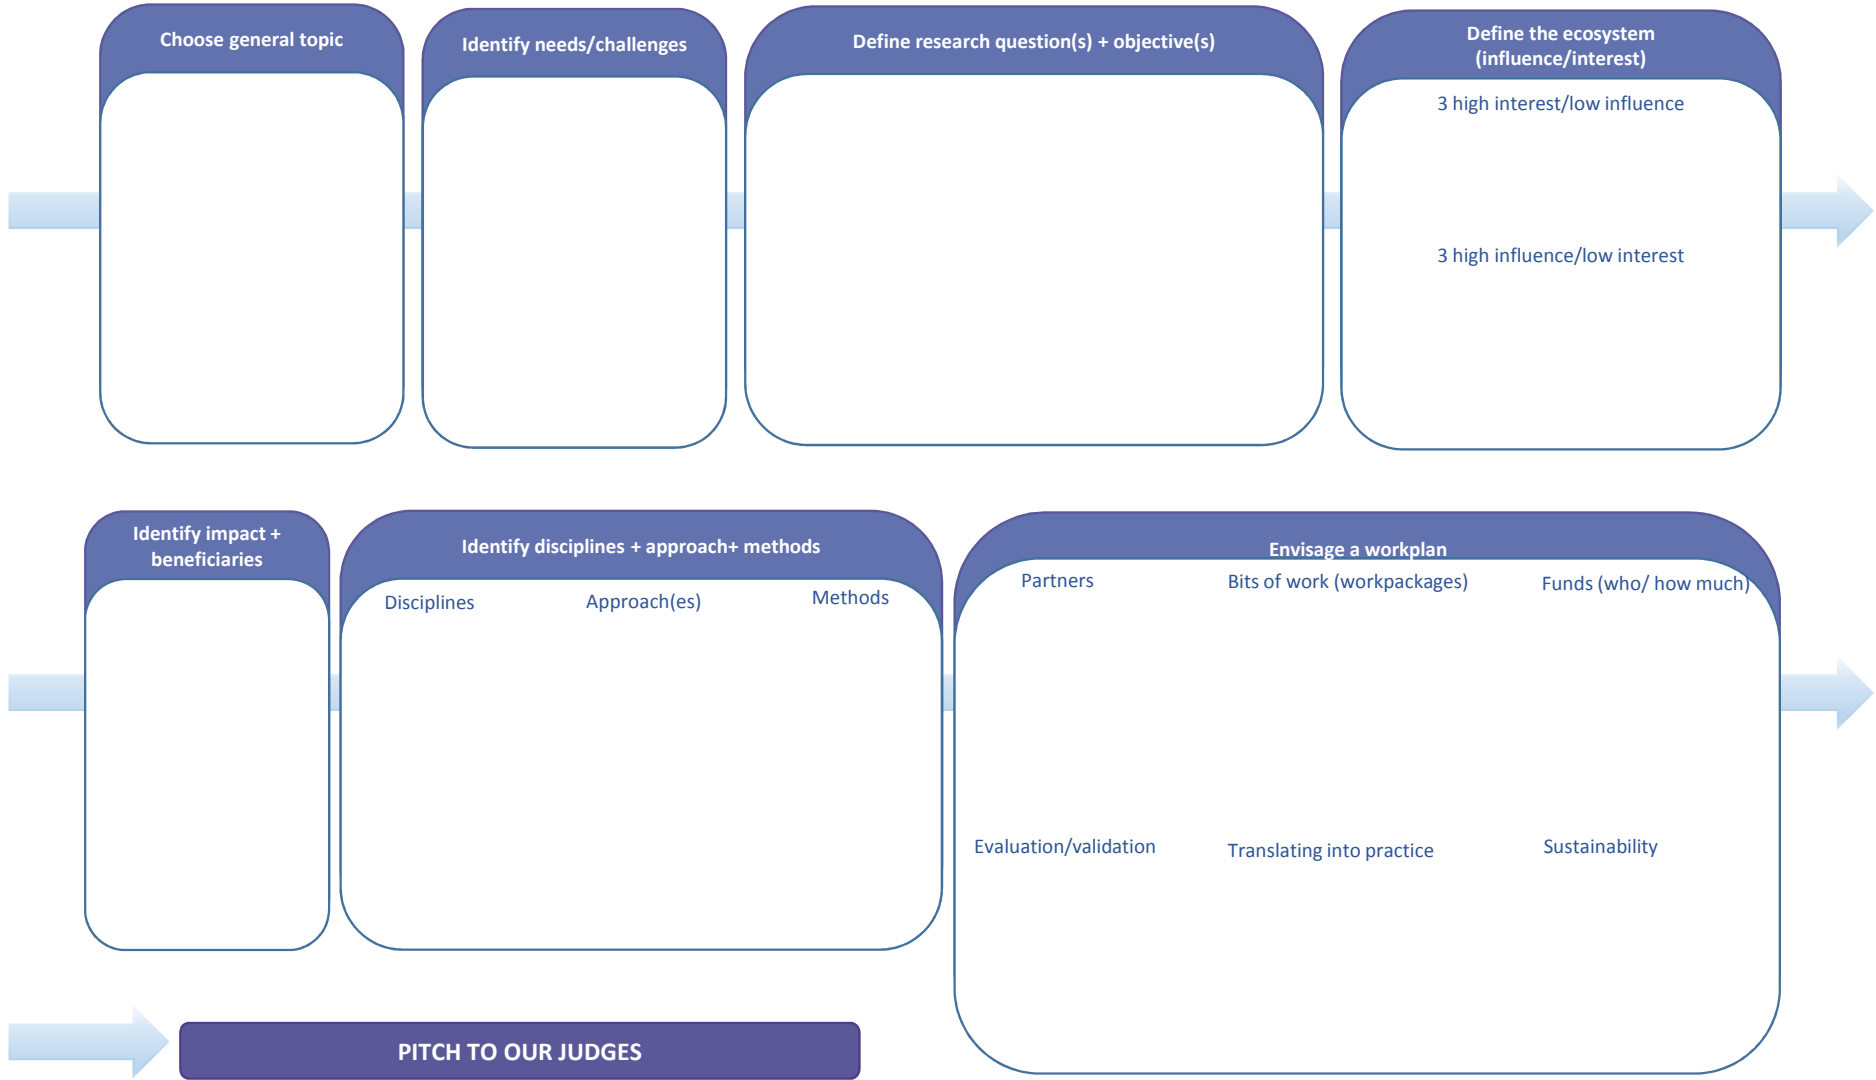 Choose general topic
Identify needs/challenges
Define research question(s) + objective(s)
Define the ecosystem
(influence/interest)
3 high interest/low influence
3 high influence/low interest
Identify impact +
beneficiaries
Identify disciplines + approach+ methods
Disciplines
Approach(es)
Methods
Envisage a workplan
Partners
Bits of work (workpackages)
Funds (who/ how much)
Evaluation/validation
Translating into practice
Sustainability
PITCH TO OUR JUDGES